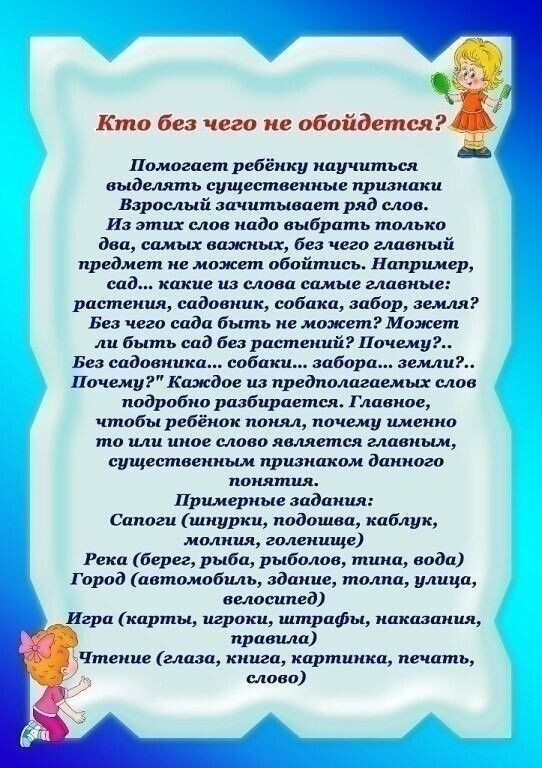 Кто без чего не обойдется?
Помогает ребёнку научиться
выделять существенные признаки
Взрослый зачитывает ряд слов.
Из этих слов надо выбрать только
два, самых важных, без чего главный
предмет не может обойтись. Например,
сад... какие из слова самые главные:
растения, садовник, собака, забор, земля?
Без чего сада быть не может? Может
ли быть сад без растений? Почему?..
Без садовника... собаки... забора... земли?..
Почему?" Каждое из предполагаемых слов
подробно разбирается. Главное,
чтобы ребёнок понял, почему именно
то или иное слово является главным,
существенным признаком данного
понятия.
Примерные задания:
Сапоги (шнурки, подошва, каблук,
молния, голенище)
Река (берег, рыба, рыболов, тина, вода)
Город (автомобиль, здание, толпа, улица,
велосипед)
Игра (карты, игроки, штрафы, наказания,
правила)
Чтение (глаза, книга, картинка, печать,
слово)